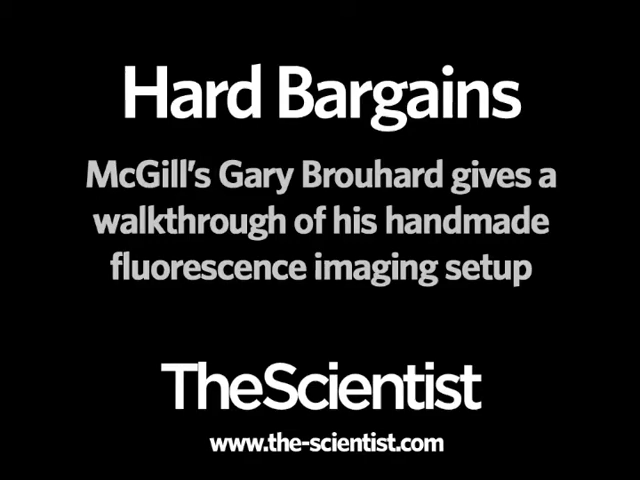 Hard Bargains
McGill's Gary Brouhard gives a
walkthrough of his handmade
fluorescence imaging setup
TheScientist
www.the-scientist.com